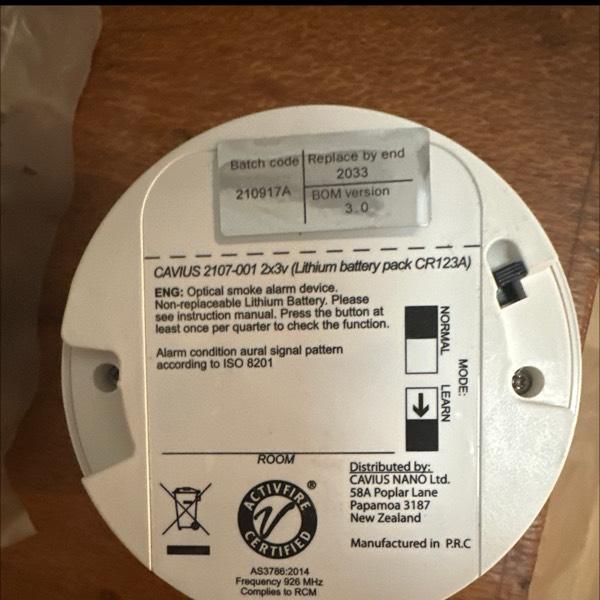 Batch code
210917A
Replace by end
2033
BOM version
3.0
CAVIUS 2107-001 2x3v (Lithium battery pack CR123A)
ENG: Optical smoke alarm device.
Non-replaceable Lithium Battery. Please
see instruction manual. Press the button at
least once per quarter to check the function.
Alarm condition aural signal pattern
according to ISO 8201
NORMAL
MODE:
LEARN
ROOM
ACTIVFIRE ®
CERTIFIED
AS3786:2014
Frequency 926 MHz
Complies to RCM
Distributed by:
CAVIUS NANO Ltd.
58A Poplar Lane
Papamoa 3187
New Zealand
Manufactured in P.R.C